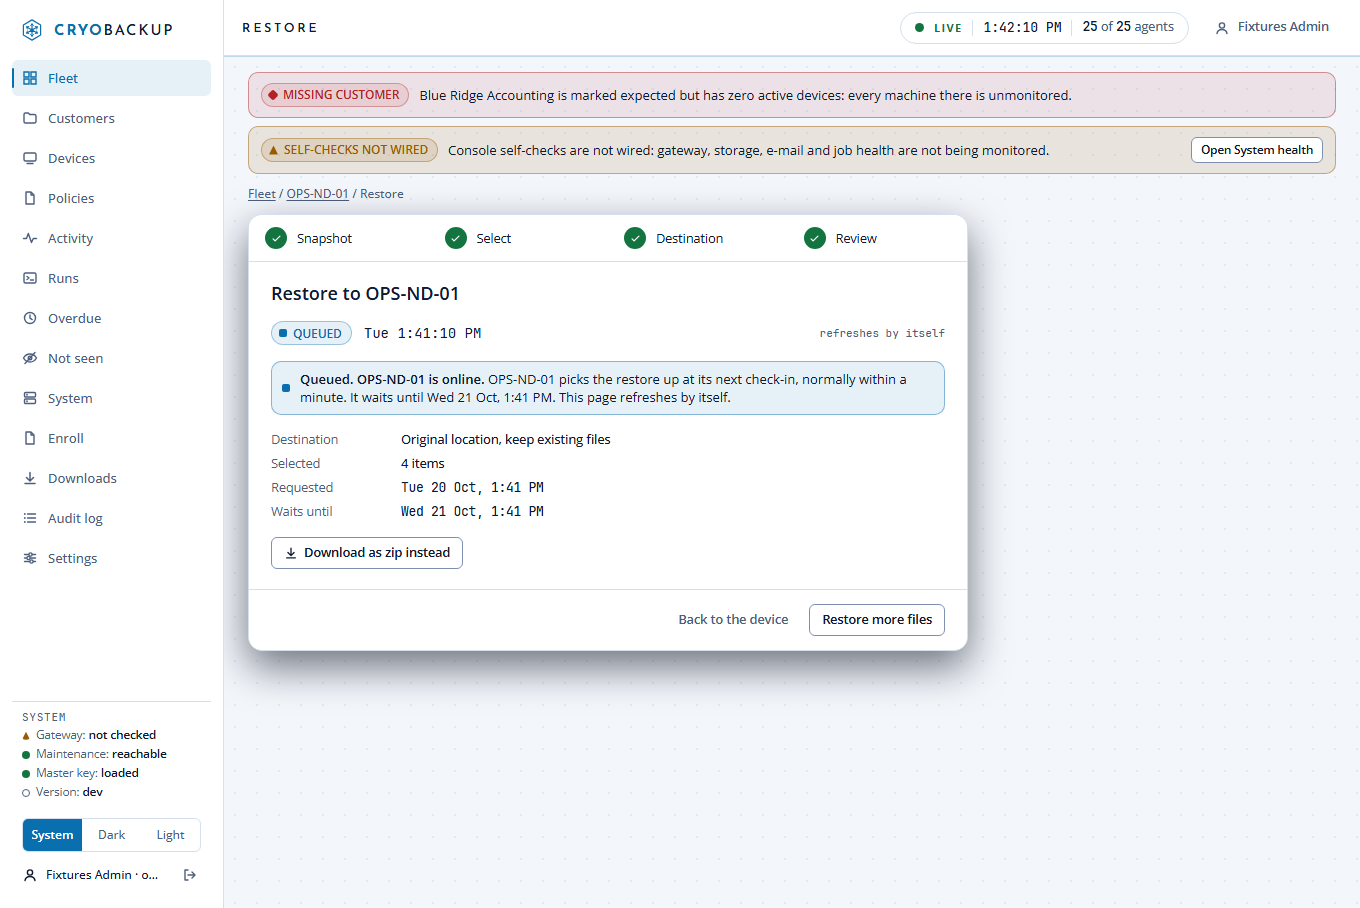 CRYOBACKUP
RESTORE
LIVE 1:42:10 PM 25 of 25 agents
Fixtures Admin
Fleet
Customers
Devices
Policies
Activity
Runs
Overdue
Not seen
System
Enroll
Downloads
Audit log
Settings
MISSING CUSTOMER Blue Ridge Accounting is marked expected but has zero active devices: every machine there is unmonitored.
SELF-CHECKS NOT WIRED Console self-checks are not wired: gateway, storage, e-mail and job health are not being monitored. Open System health
Fleet / OPS-ND-01 / Restore
Snapshot Select Destination Review
Restore to OPS-ND-01
QUEUED Tue 1:41:10 PM refreshes by itself
Queued. OPS-ND-01 is online. OPS-ND-01 picks the restore up at its next check-in, normally within a
minute. It waits until Wed 21 Oct, 1:41 PM. This page refreshes by itself.
Destination Original location, keep existing files
Selected 4 items
Requested Tue 20 Oct, 1:41 PM
Waits until Wed 21 Oct, 1:41 PM
Download as zip instead
Back to the device Restore more files
SYSTEM
Gateway: not checked
Maintenance: reachable
Master key: loaded
Version: dev
System Dark Light
Fixtures Admin · o...